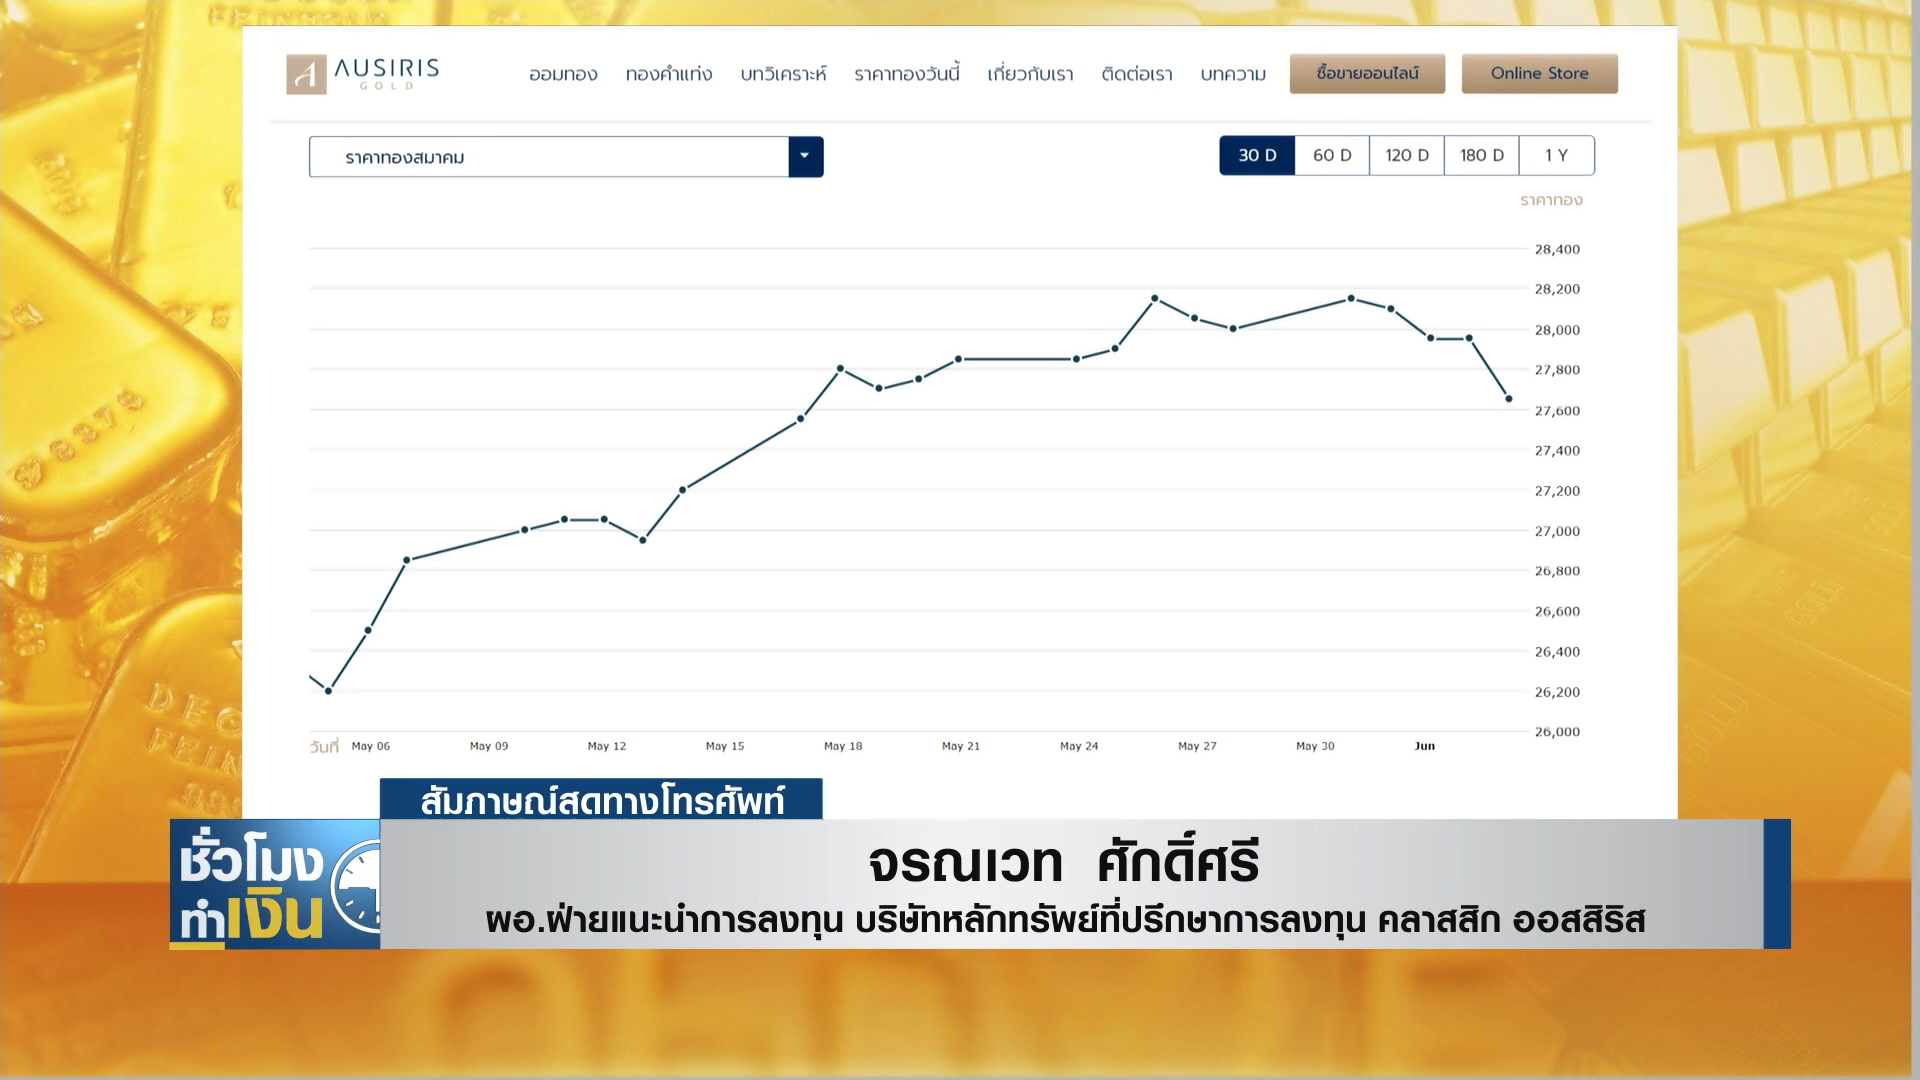 AUSIRIS
GOLD
ออมทอง ทองคำแท่ง บทวิเคราะห์ ราคาทองวันนี้ เกี่ยวกับเรา ติดต่อเรา บทความ ซื้อขายออนไลน์ Online Store
ราคาทองสมาคม
30 D 60 D 120 D 180 D 1 Y
ราคาทอง
28,400
28,200
28,000
27,800
27,600
27,400
27,200
27,000
26,800
26,600
26,400
26,200
26,000
วันที่ May 06 May 09 May 12 May 15 May 18 May 21 May 24 May 27 May 30 Jun
สัมภาษณ์สดทางโทรศัพท์
ชั่วโมง
ทำเงิน
จรณเวท ศักดิ์ศรี
ผอ.ฝ่ายแนะนำการลงทุน บริษัทหลักทรัพย์ที่ปรึกษาการลงทุน คลาสสิก ออสสิริส